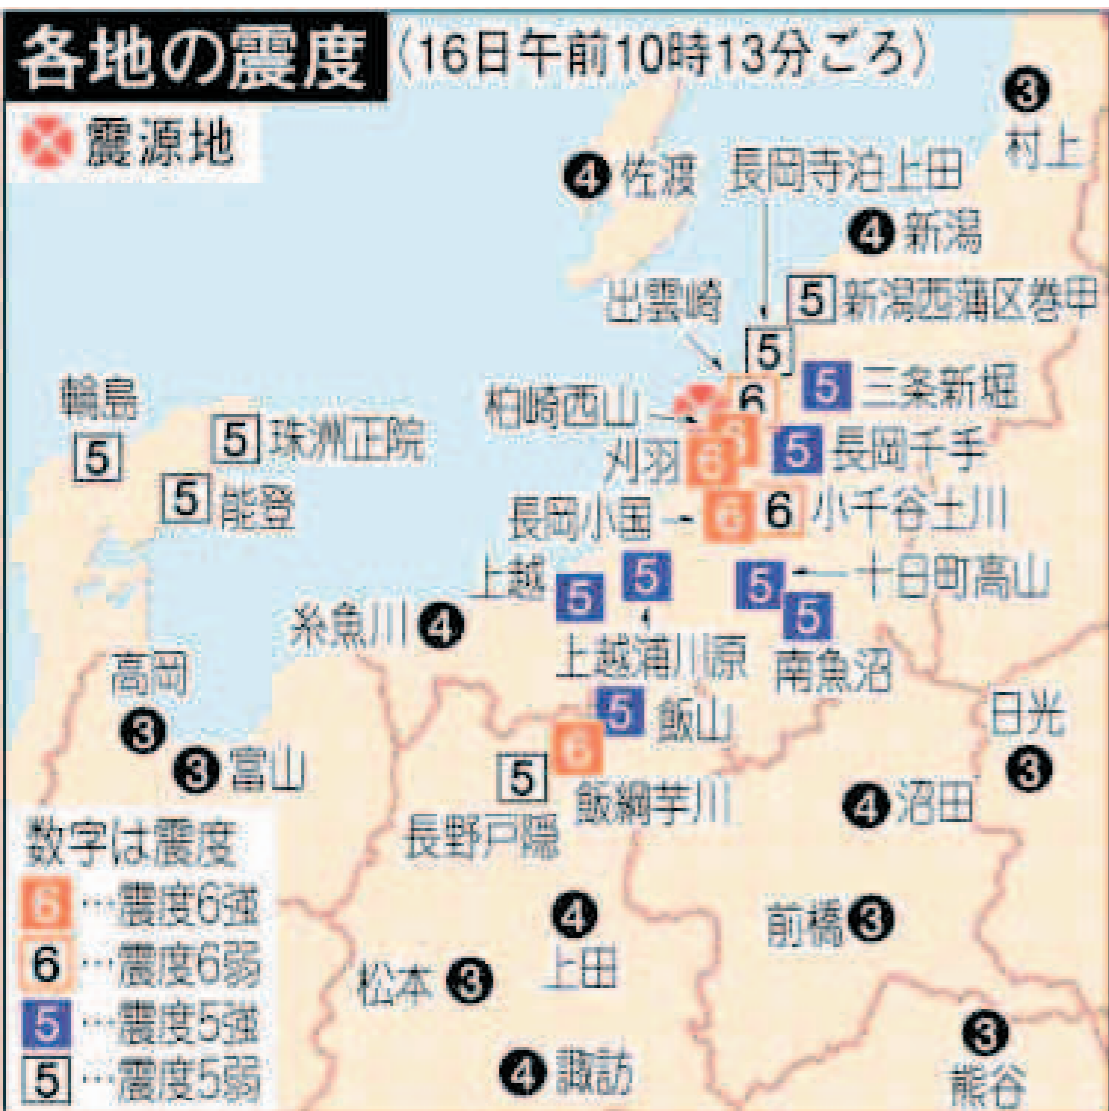 各地の震度（16日午前10時13分ごろ）
震源地
3
村上
4 佐渡
長岡寺泊上田
4 新潟
出雲崎
5 新潟西蒲区巻甲
5
輪島
5
5 珠洲正院
5 能登
柏崎西山
6
5 三条新堀
6
刈羽 6
5 長岡千手
長岡小国 6
6 小千谷土川
上越 5
5
上越浦川原
5 十日町高山
5
南魚沼
糸魚川 4
高岡
3
3 富山
5 飯山
6
飯綱芋川
5
長野戸隠
日光
3
4 沼田
数字は震度
6 …震度6強
6 …震度6弱
5 …震度5強
5 …震度5弱
4
上田
前橋 3
松本 3
4 諏訪
3
熊谷